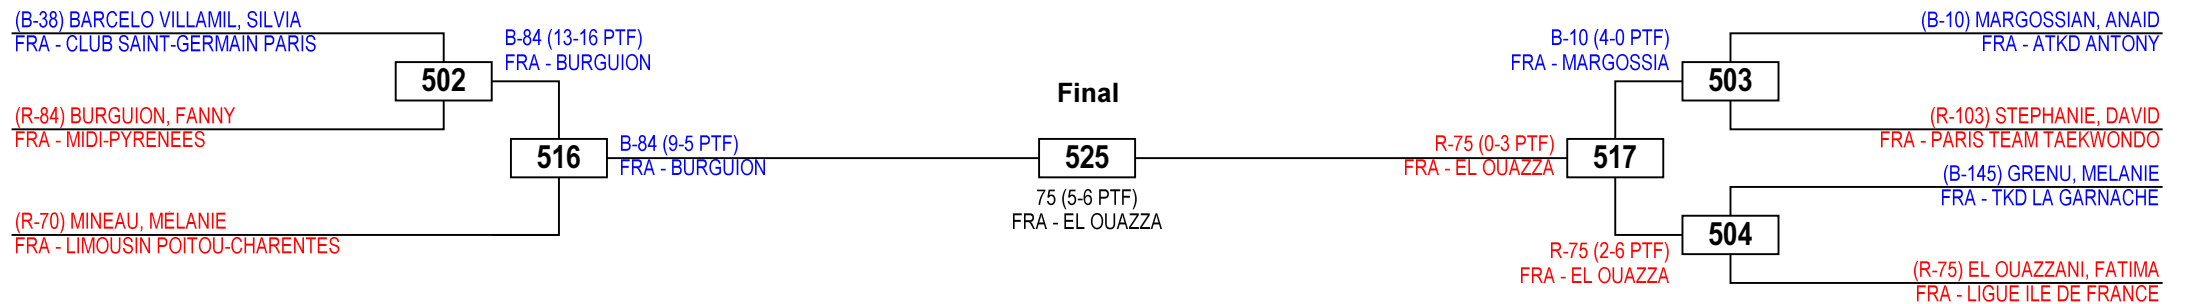 (B-38) BARCELO VILLAMIL, SILVIA
FRA - CLUB SAINT-GERMAIN PARIS
B-84 (13-16 PTF)
FRA - BURGUION
502
(R-84) BURGUION, FANNY
FRA - MIDI-PYRENEES
516
B-84 (9-5 PTF)
FRA - BURGUION
(R-70) MINEAU, MÉLANIE
FRA - LIMOUSIN POITOU-CHARENTES
Final
525
75 (5-6 PTF)
FRA - EL OUAZZA
(B-10) MARGOSSIAN, ANAID
FRA - ATKD ANTONY
B-10 (4-0 PTF)
FRA - MARGOSSIA
503
(R-103) STEPHANIE, DAVID
FRA - PARIS TEAM TAEKWONDO
R-75 (0-3 PTF)
FRA - EL OUAZZA
517
(B-145) GRENU, MELANIE
FRA - TKD LA GARNACHE
504
R-75 (2-6 PTF)
FRA - EL OUAZZA
(R-75) EL OUAZZANI, FATIMA
FRA - LIGUE ILE DE FRANCE